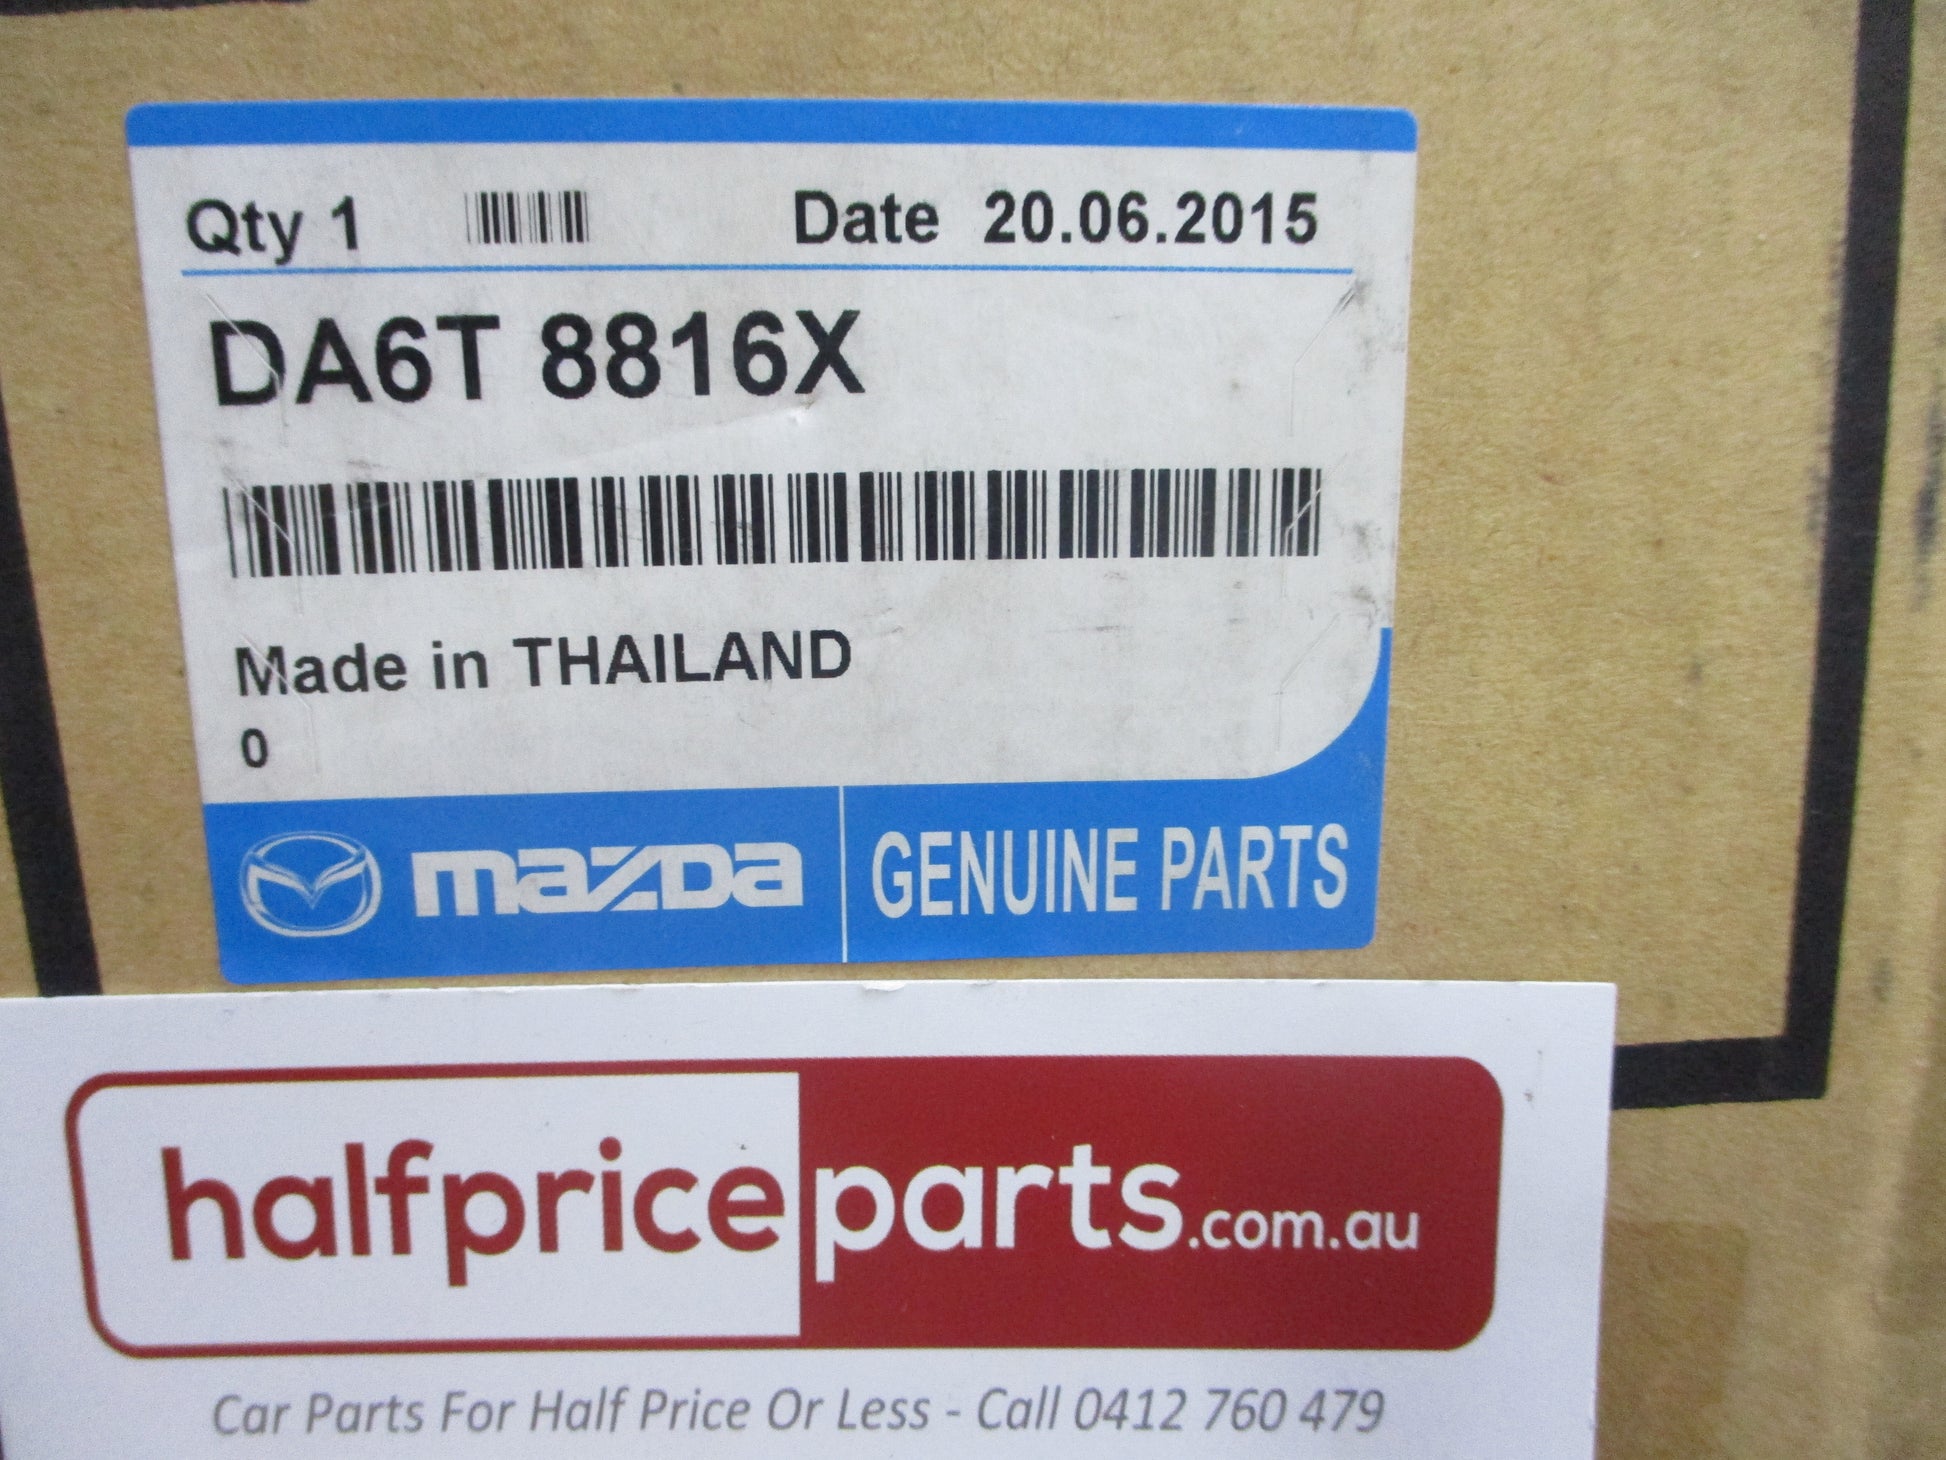 Qty 1 Date 20.06.2015
DA6T 8816X
Made in THAILAND
0
mazda GENUINE PARTS
halfpriceparts.com.au
Car Parts For Half Price Or Less - Call 0412 760 479